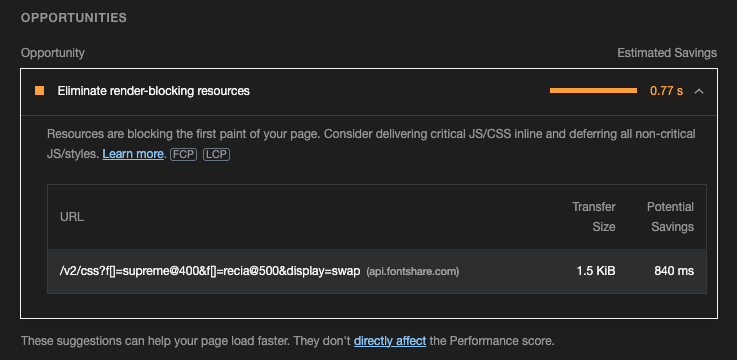 OPPORTUNITIES
Opportunity Estimated Savings
Eliminate render-blocking resources 0.77 s
Resources are blocking the first paint of your page. Consider delivering critical JS/CSS inline and deferring all non-critical
JS/styles. Learn more. FCP LCP
URL Transfer Size Potential Savings
/v2/css?f[]=supreme@400&f[]=recia@500&display=swap (api.fontshare.com) 1.5 KiB 840 ms
These suggestions can help your page load faster. They don't directly affect the Performance score.